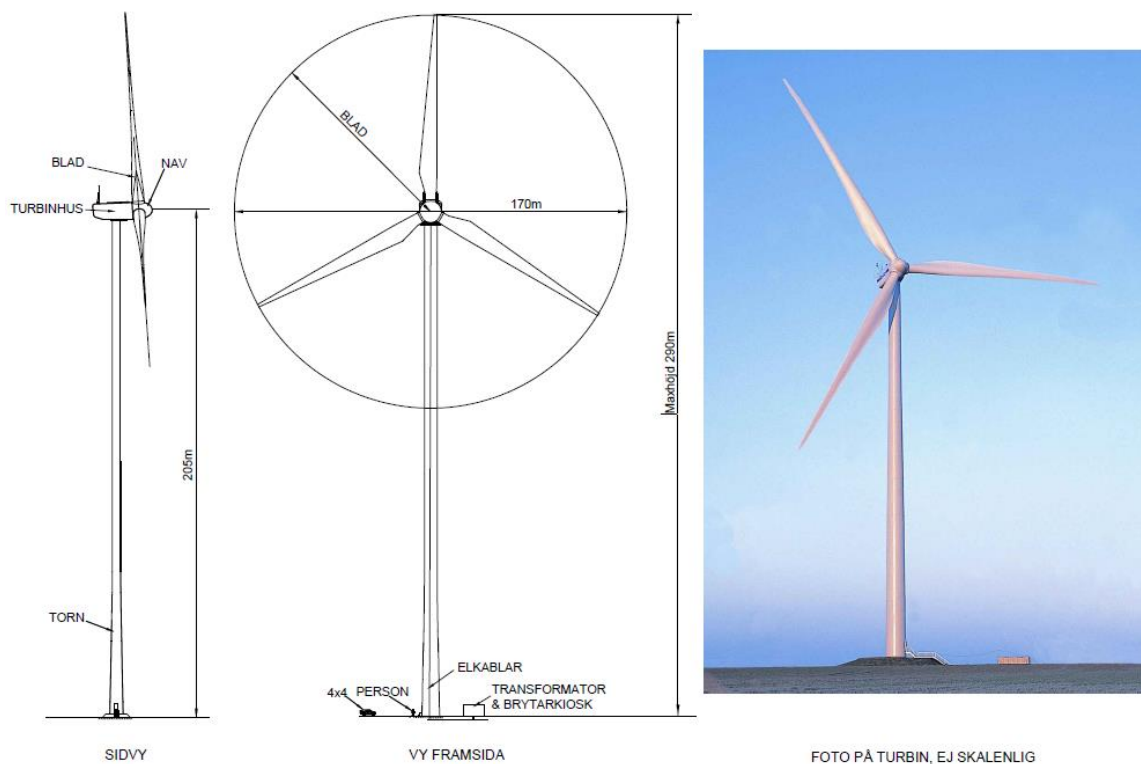 BLAD
NAV
TURBINHUS
205m
TORN
SIDVY
BLAD
170m
Maxhöjd 290m
ELKABLAR
4x4
PERSON
TRANSFORMATOR
& BRYTARKIOSK
VY FRAMSIDA
FOTO PÅ TURBIN, EJ SKALENLIG